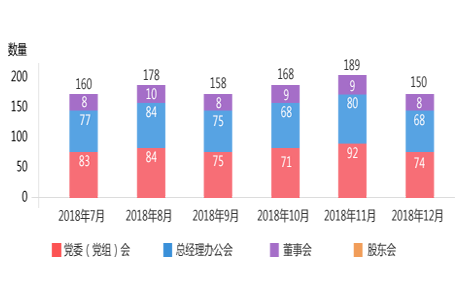 数量
160 178 158 168 189 150
200 8 10 8 9 9 8
150 77 84 75 68 80 68
100
50 83 84 75 71 92 74
0
2018年7月 2018年8月 2018年9月 2018年10月 2018年11月 2018年12月
党委（党组）会 总经理办公会 董事会 股东会